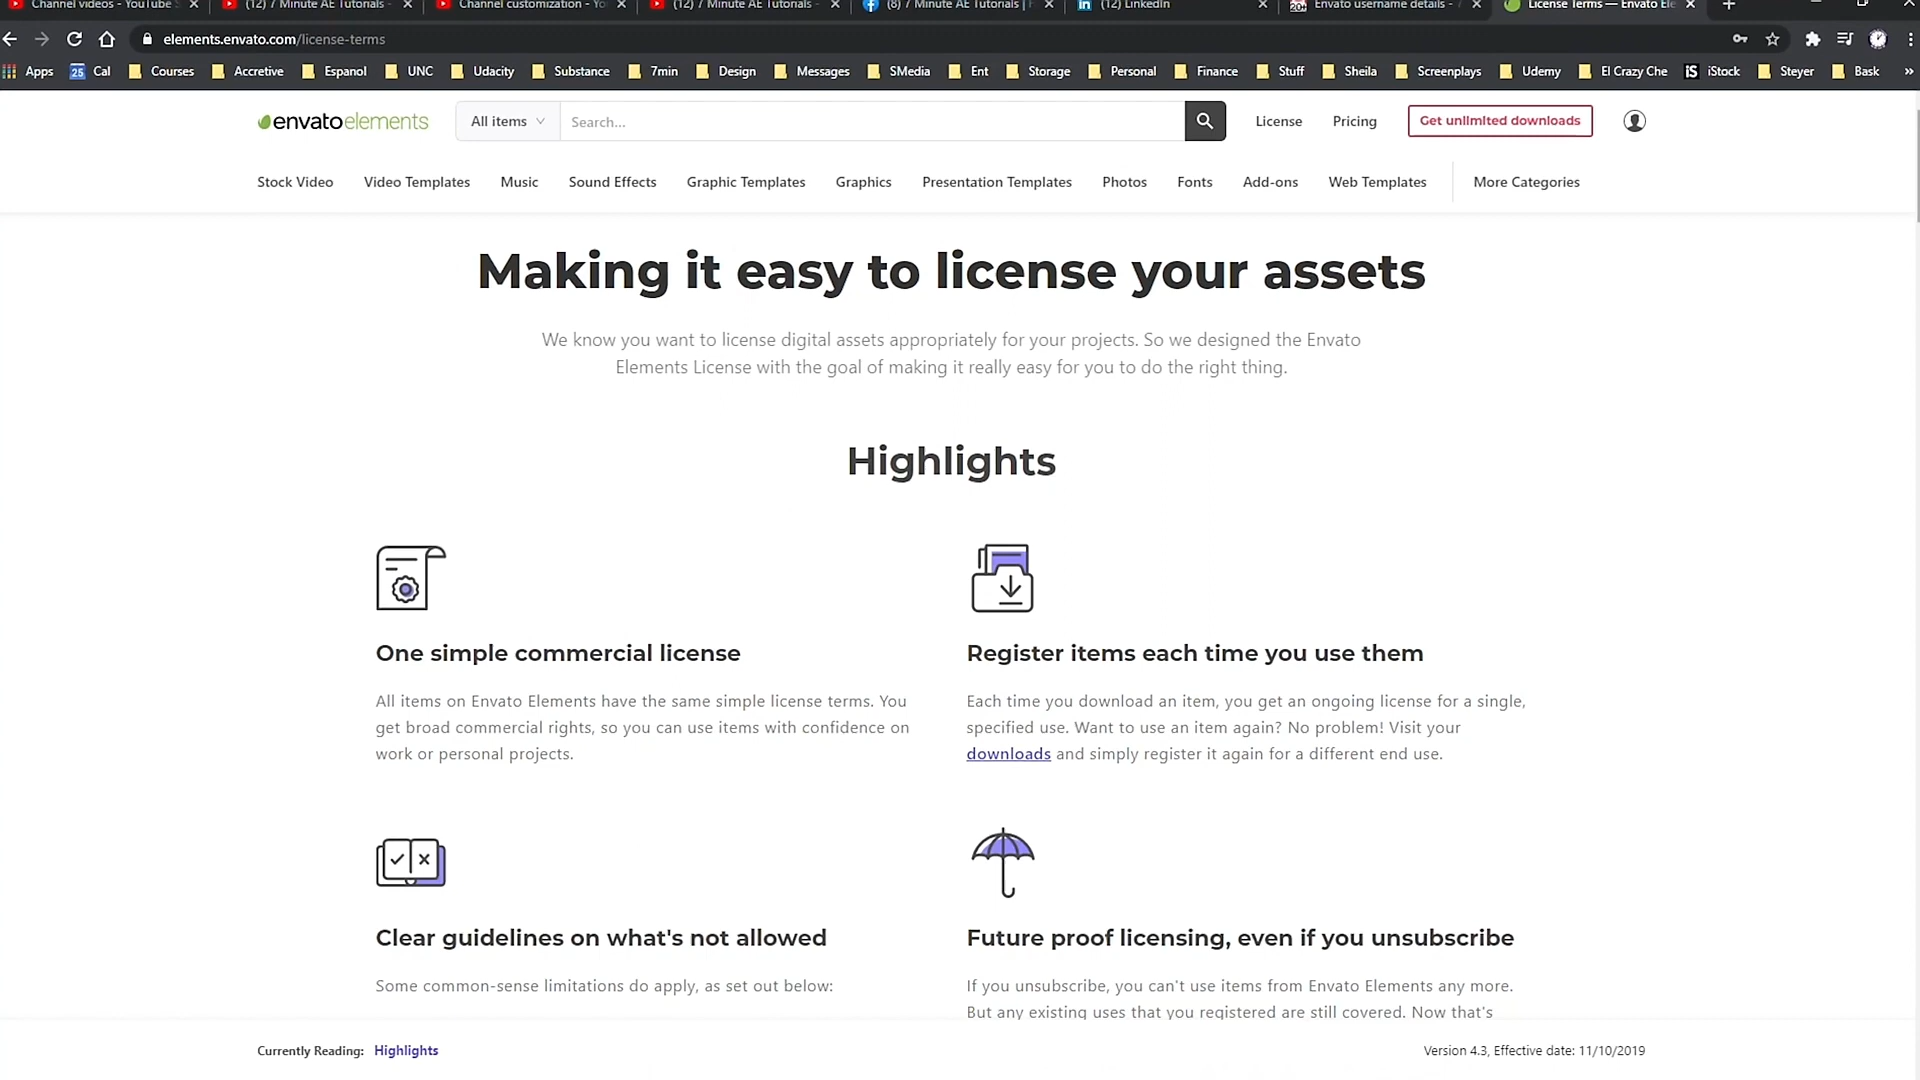 Channel videos - YouTube
(12) 7 Minute AE Tutorials -
Channel customization - Yo
(12) 7 Minute AE Tutorials -
(8) 7 Minute AE Tutorials |
(12) LinkedIn
Envato username details -
License Terms — Envato Ele
elements.envato.com/license-terms
Apps
25 Cal
Courses
Accretive
Espanol
UNC
Udacity
Substance
7min
Design
Messages
SMedia
Ent
Storage
Personal
Finance
Stuff
Sheila
Screenplays
Udemy
El Crazy Che
iS iStock
Steyer
Bask
»
envatoelements
All items
Search...
License
Pricing
Get unlimited downloads
Stock Video
Video Templates
Music
Sound Effects
Graphic Templates
Graphics
Presentation Templates
Photos
Fonts
Add-ons
Web Templates
More Categories
Making it easy to license your assets
We know you want to license digital assets appropriately for your projects. So we designed the Envato
Elements License with the goal of making it really easy for you to do the right thing.
Highlights
One simple commercial license
All items on Envato Elements have the same simple license terms. You
get broad commercial rights, so you can use items with confidence on
work or personal projects.
Register items each time you use them
Each time you download an item, you get an ongoing license for a single,
specified use. Want to use an item again? No problem! Visit your
downloads and simply register it again for a different end use.
Clear guidelines on what's not allowed
Some common-sense limitations do apply, as set out below:
Future proof licensing, even if you unsubscribe
If you unsubscribe, you can't use items from Envato Elements any more.
But any existing uses that you registered are still covered. Now that's
Currently Reading: Highlights
Version 4.3, Effective date: 11/10/2019